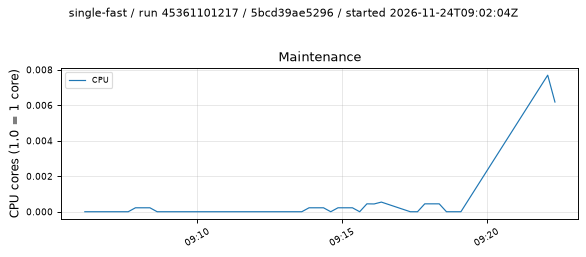 single-fast / run 45361101217 / 5bcd39ae5296 / started 2026-11-24T09:02:04Z
Maintenance
CPU
CPU cores (1.0 = 1 core)
0.008
0.006
0.004
0.002
0.000
09:10
09:15
09:20